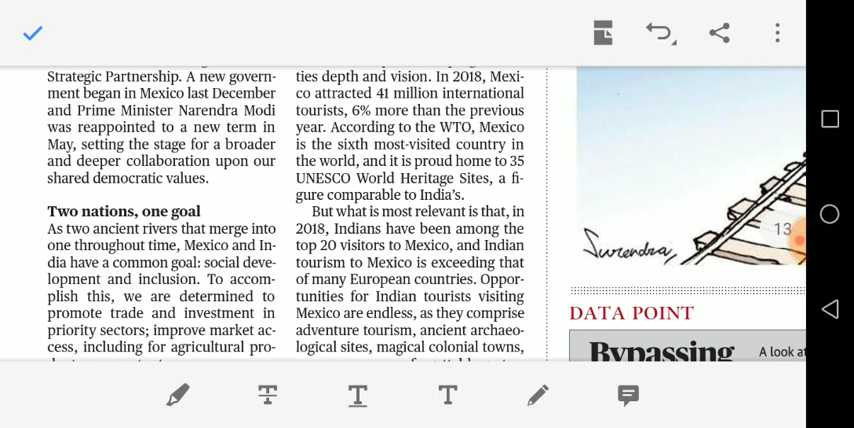 Strategic Partnership. A new govern-
ment began in Mexico last December
and Prime Minister Narendra Modi
was reappointed to a new term in
May, setting the stage for a broader
and deeper collaboration upon our
shared democratic values.
Two nations, one goal
As two ancient rivers that merge into
one throughout time, Mexico and In-
dia have a common goal: social deve-
lopment and inclusion. To accom-
plish this, we are determined to
promote trade and investment in
priority sectors; improve market ac-
cess, including for agricultural pro-
ties depth and vision. In 2018, Mexi-
co attracted 41 million international
tourists, 6% more than the previous
year. According to the WTO, Mexico
is the sixth most-visited country in
the world, and it is proud home to 35
UNESCO World Heritage Sites, a fi-
gure comparable to India's.
But what is most relevant is that, in
2018, Indians have been among the
top 20 visitors to Mexico, and Indian
tourism to Mexico is exceeding that
of many European countries. Oppor-
tunities for Indian tourists visiting
Mexico are endless, as they comprise
adventure tourism, ancient archaeo-
logical sites, magical colonial towns,
Surendra
13
DATA POINT
Bypassing
A look at